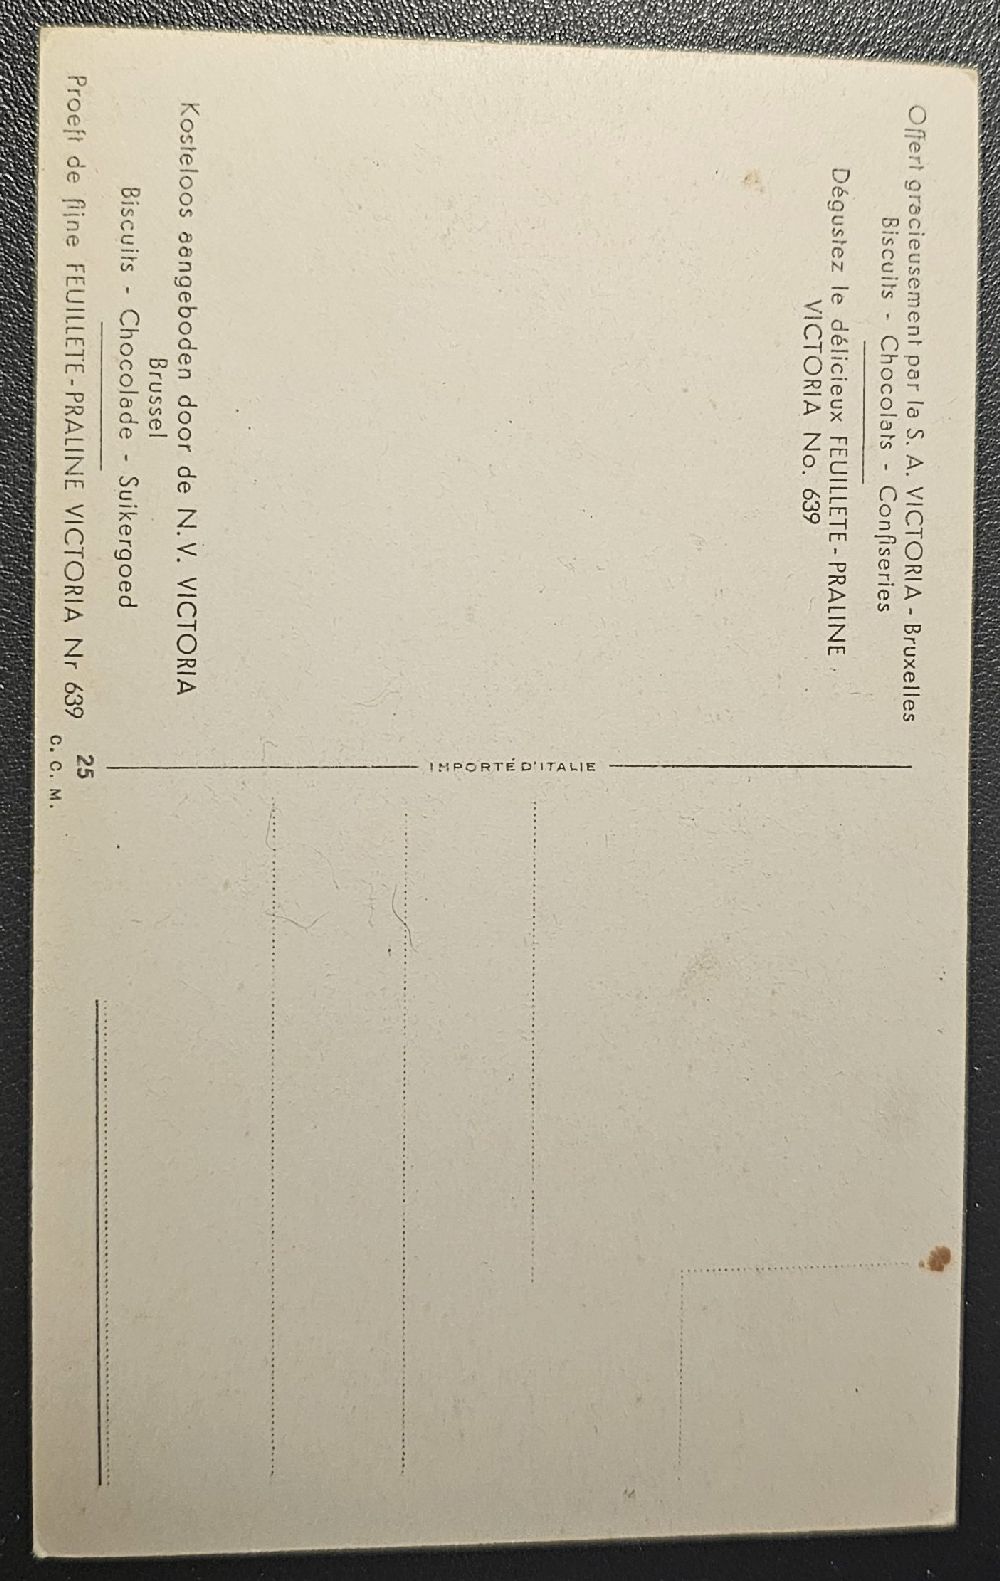 Offert gracieusement par la S. A. VICTORIA - Bruxelles
Biscuits - Chocolats - Confiseries
Dégustez le délicieux FEUILLETE - PRALINE
VICTORIA No. 639
Kosteloos aangeboden door de N. V. VICTORIA
Brussel
Biscuits - Chocolade - Suikergoed
Proeft de fijne FEUILLETE - PRALINE VICTORIA Nr 639
25
C. C. M.
IMPORTÉ D'ITALIE